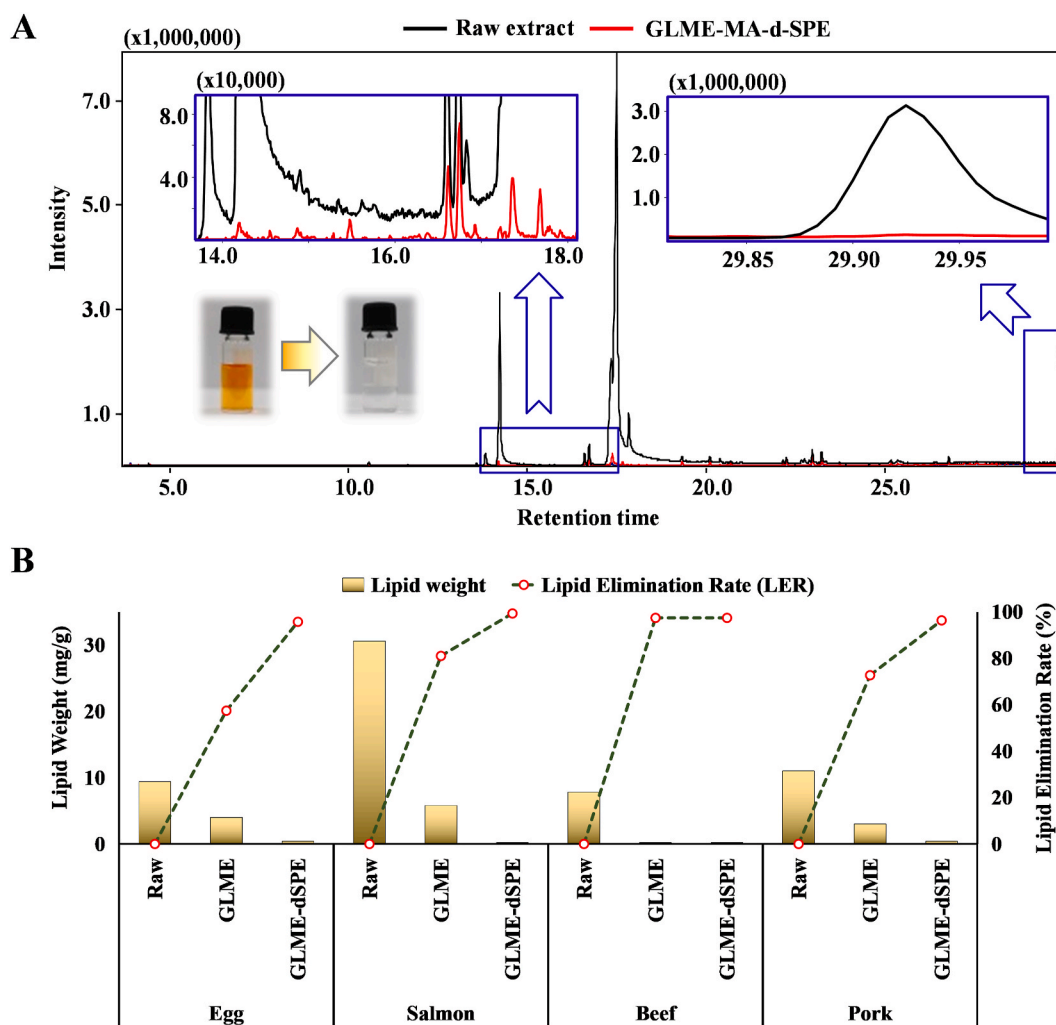 A
Raw extract
GLME-MA-d-SPE
(x1,000,000)
(x10,000)
(x1,000,000)
7.0
5.0
3.0
1.0
Intensity
8.0
4.0
14.0
16.0
18.0
3.0
2.0
1.0
29.85
29.90
29.95
5.0
10.0
15.0
20.0
25.0
Retention time
B
Lipid weight
Lipid Elimination Rate (LER)
Lipid Weight (mg/g)
30
20
10
0
100
80
60
40
20
0
Lipid Elimination Rate (%)
Raw
GLME
GLME-dSPE
Raw
GLME
GLME-dSPE
Raw
GLME
GLME-dSPE
Raw
GLME
GLME-dSPE
Egg
Salmon
Beef
Pork